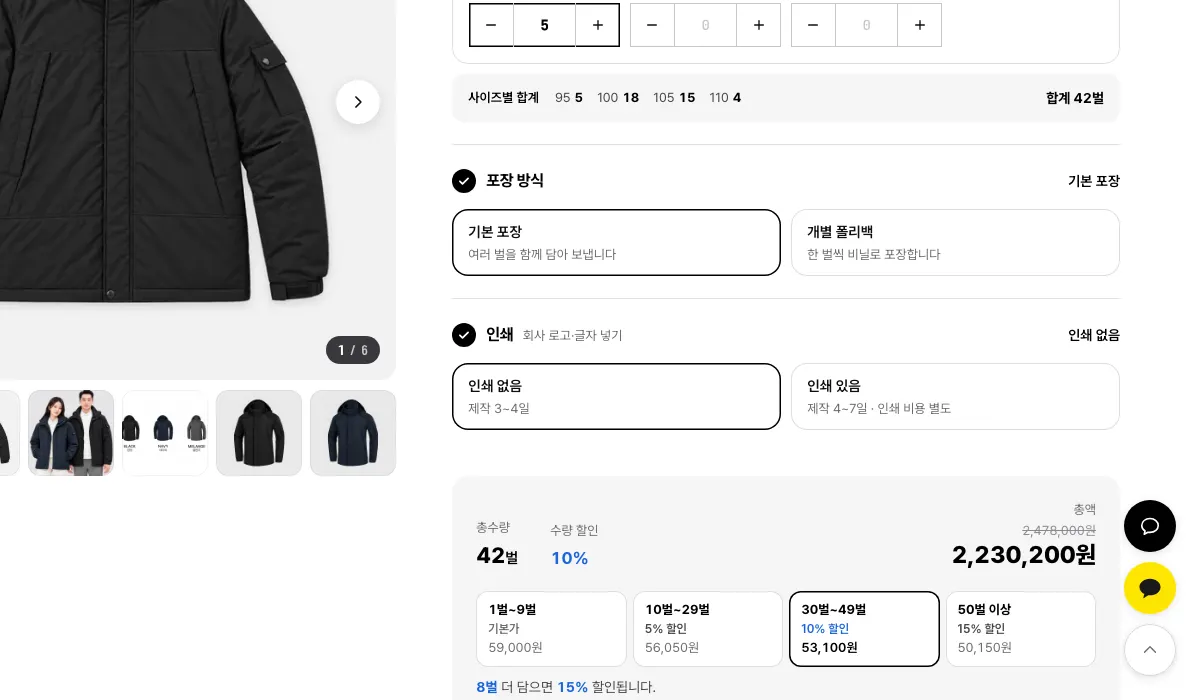 − 5 + − 0 + − 0 +
사이즈별 합계 95 5 100 18 105 15 110 4 합계 42벌
포장 방식 기본 포장
기본 포장
여러 벌을 함께 담아 보냅니다
개별 폴리백
한 벌씩 비닐로 포장합니다
인쇄 회사 로고·글자 넣기 인쇄 없음
인쇄 없음
제작 3~4일
인쇄 있음
제작 4~7일 · 인쇄 비용 별도
1 / 6
BLACK
NAVY
MELANGE
총수량
42벌
수량 할인
10%
총액
2,478,000원
2,230,200원
1벌~9벌
기본가
59,000원
10벌~29벌
5% 할인
56,050원
30벌~49벌
10% 할인
53,100원
50벌 이상
15% 할인
50,150원
8벌 더 담으면 15% 할인됩니다.